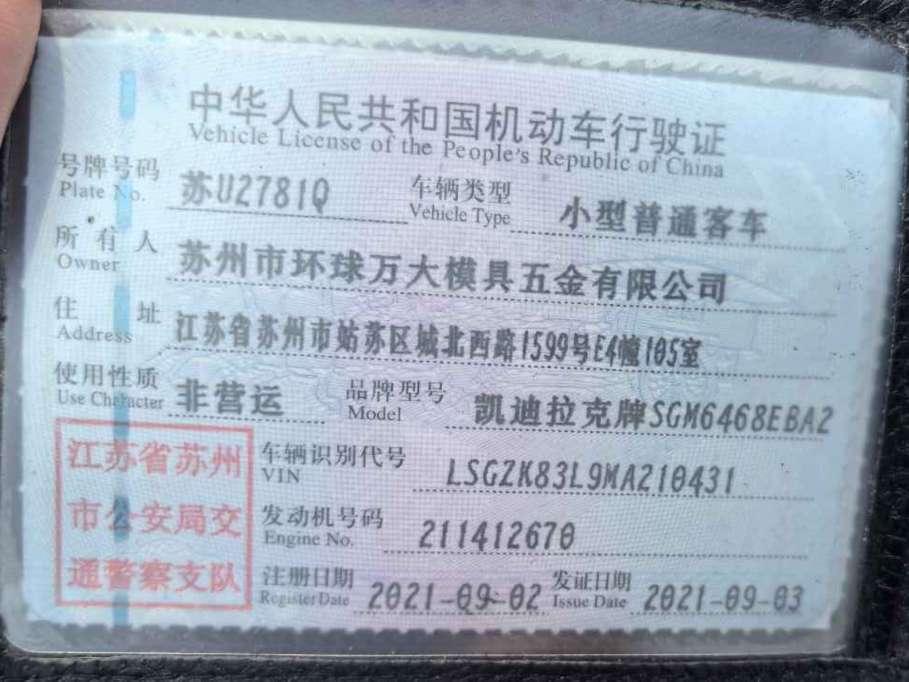 中华人民共和国机动车行驶证
Vehicle License of the People's Republic of China
号牌号码 苏U2781Q 车辆类型 小型普通客车
Plate No. Vehicle Type
所有人 苏州市环球万大模具五金有限公司
Owner
住址 江苏省苏州市姑苏区城北西路1599号E4幢105室
Address
使用性质 非营运 品牌型号 凯迪拉克牌SGM6468EBA2
Use Character Model
江苏省苏州
市公安局交
通警察支队
车辆识别代号 LSGZK83L9MA210431
VIN
发动机号码 211412670
Engine No.
注册日期 2021-09-02 发证日期 2021-09-03
Register Date Issue Date